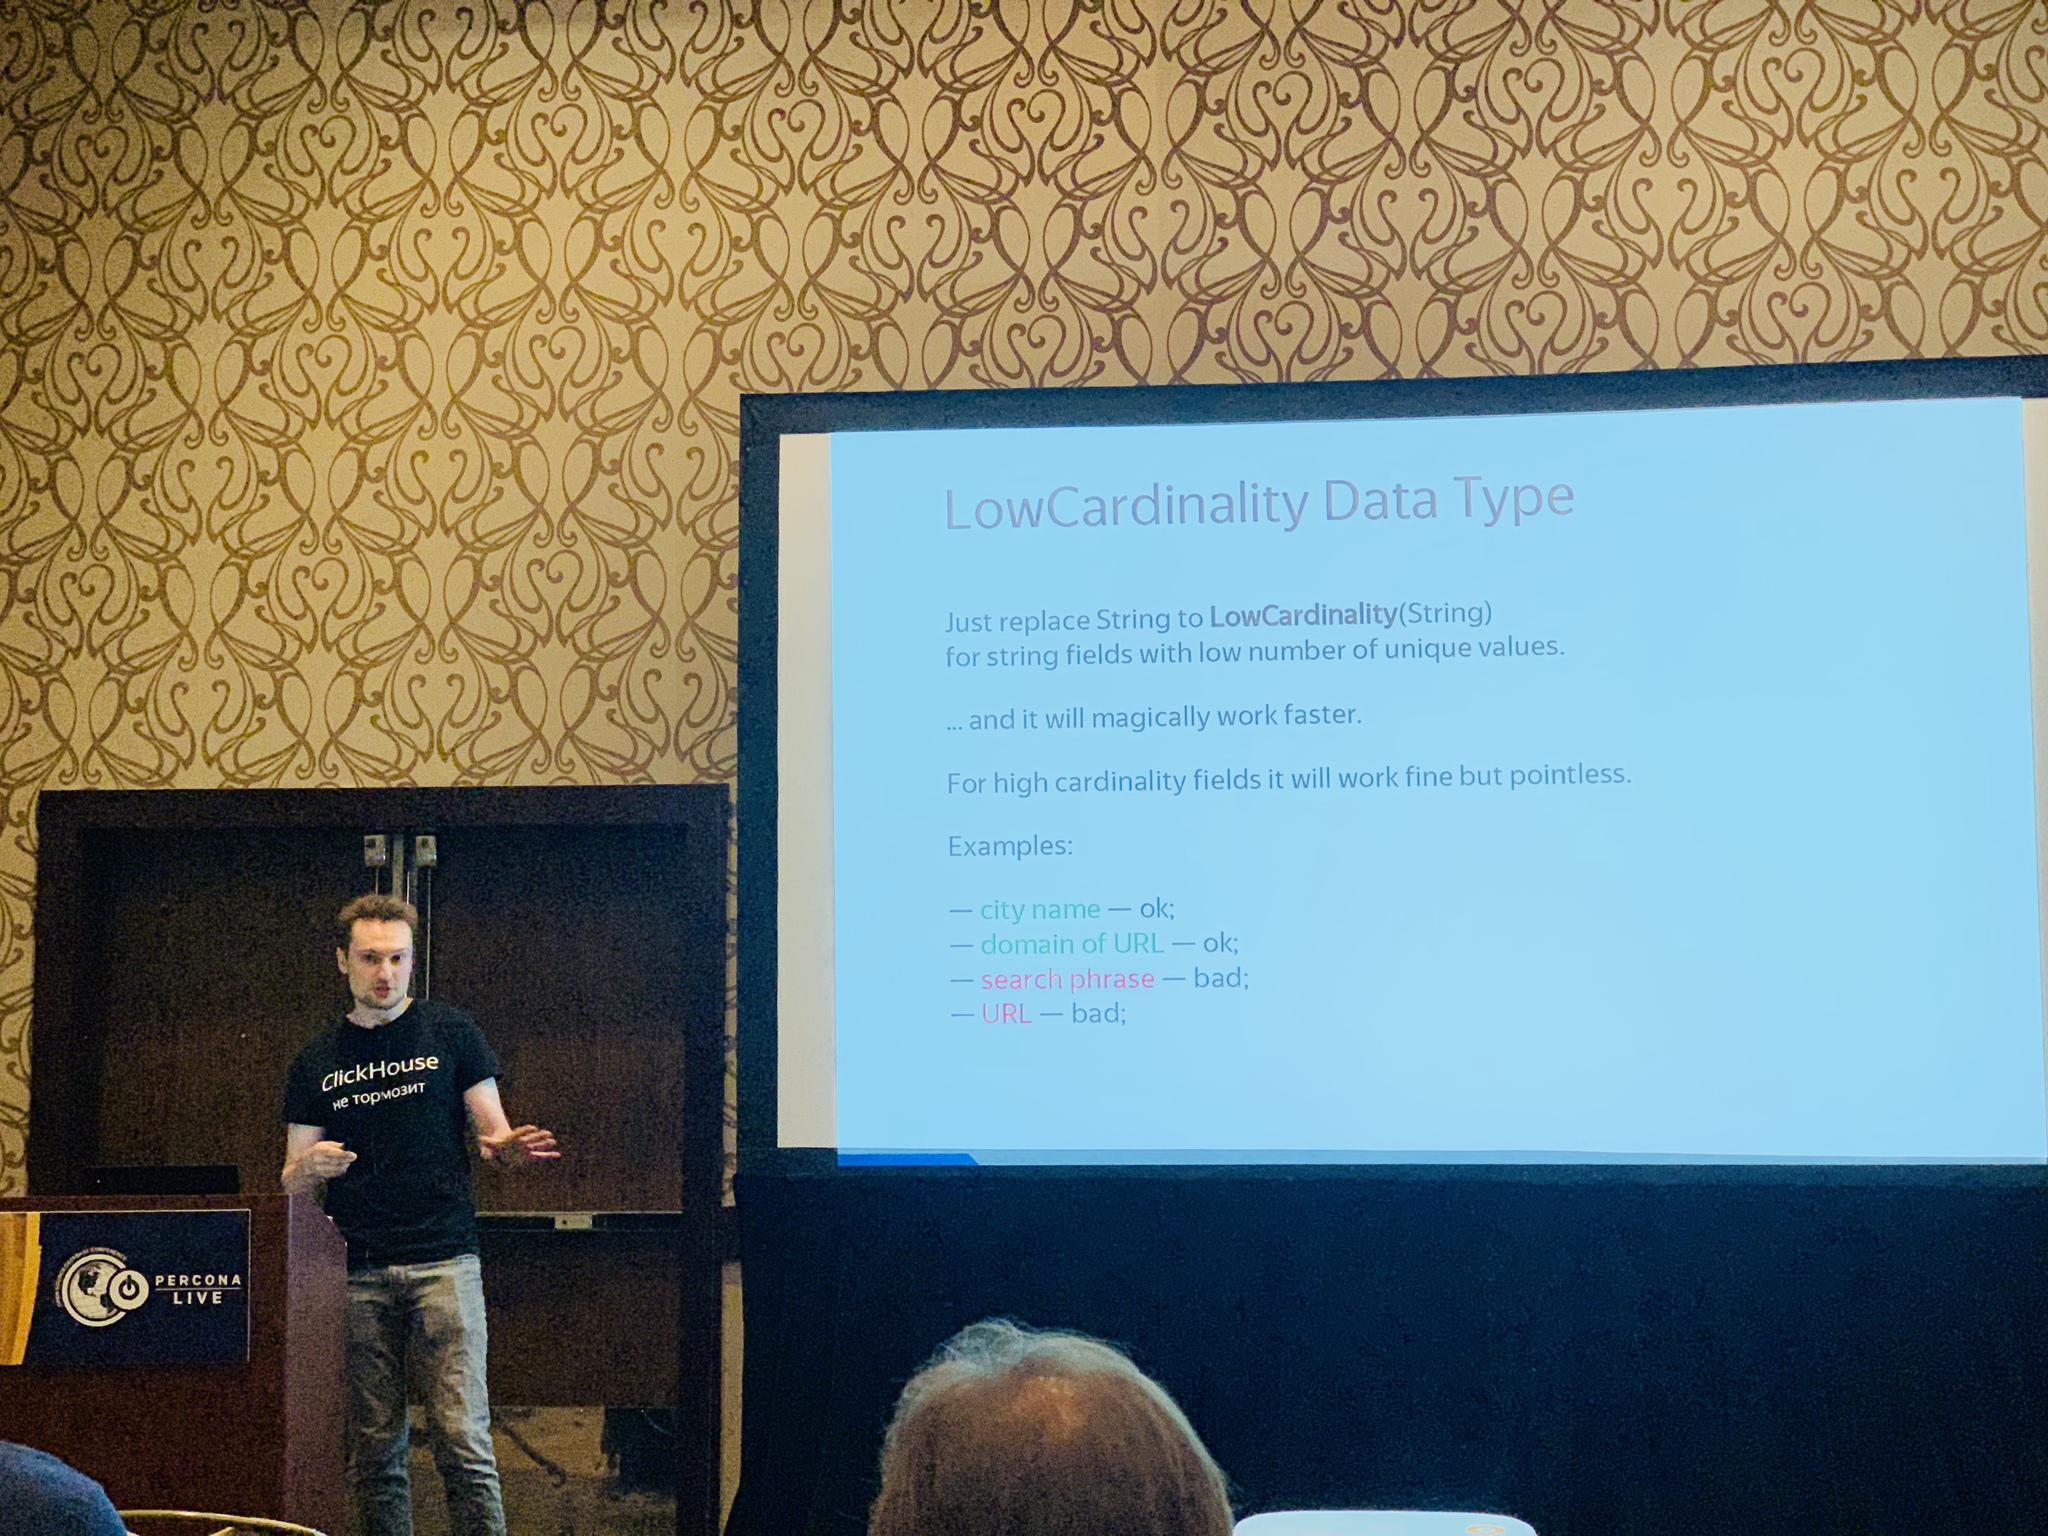 LowCardinality Data Type
Just replace String to LowCardinality(String)
for string fields with low number of unique values.
... and it will magically work faster.
For high cardinality fields it will work fine but pointless.
Examples:
— city name — ok;
— domain of URL — ok;
— search phrase — bad;
— URL — bad;
ClickHouse
не тормозит
PERCONA
LIVE